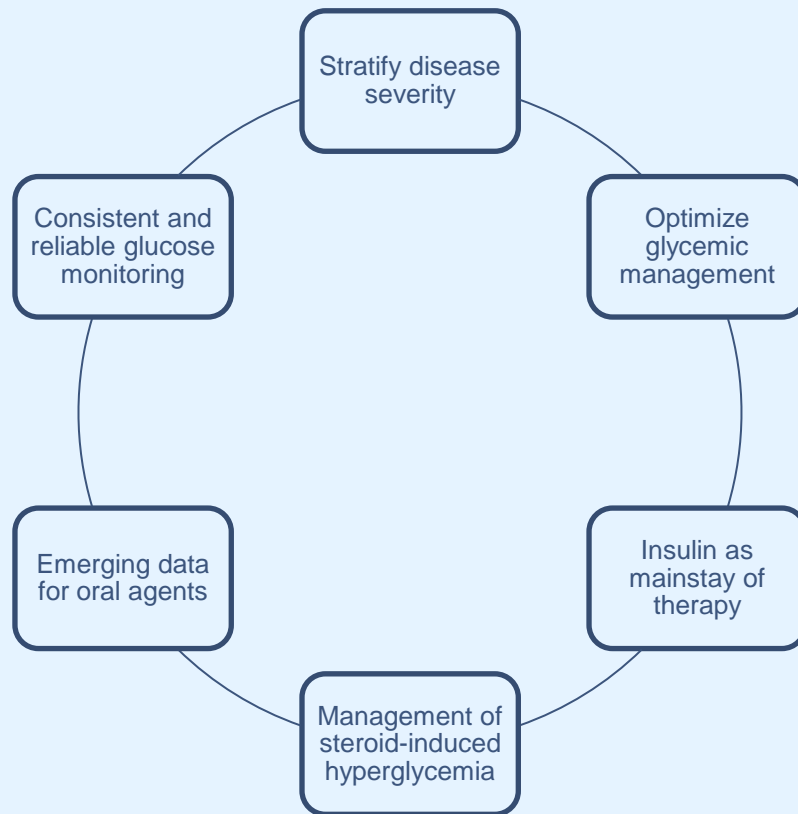 Stratify disease
severity
Optimize
glycemic
management
Insulin as
mainstay of
therapy
Management of
steroid-induced
hyperglycemia
Emerging data
for oral agents
Consistent and
reliable glucose
monitoring